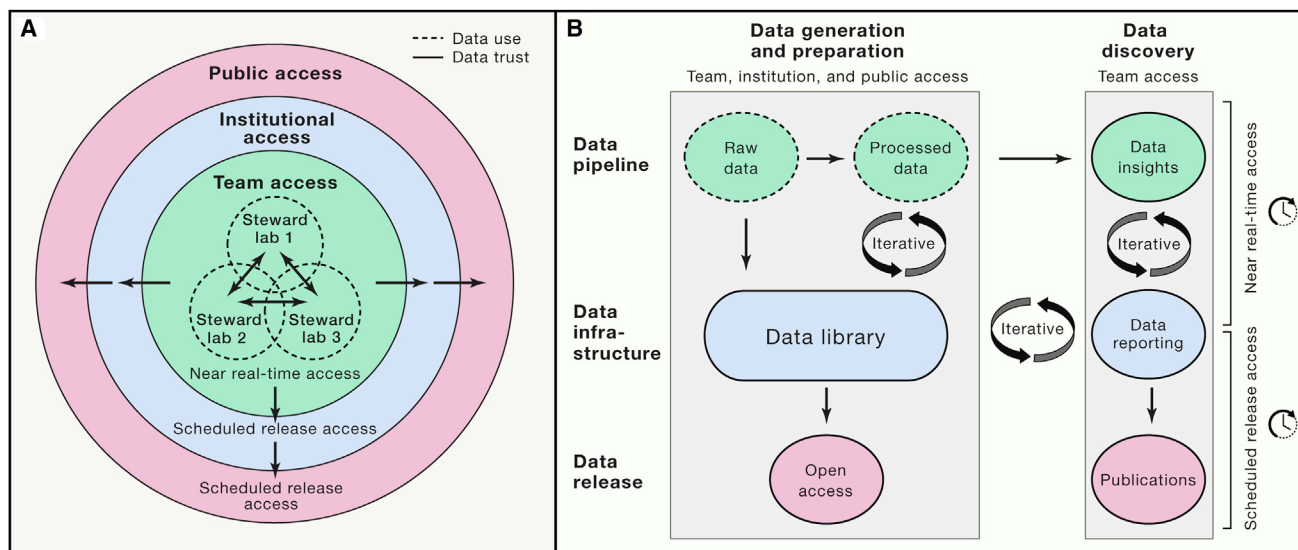 A
Data use
Data trust
Public access
Institutional
access
Team access
Steward
lab 1
Steward
lab 2
Steward
lab 3
Near real-time access
Scheduled release access
Scheduled release
access
B
Data generation
and preparation
Team, institution, and public access
Data
discovery
Team access
Data
pipeline
Raw
data
Processed
data
Data
insights
Iterative
Iterative
Near real-time access
Data
infra-
structure
Data library
Iterative
Data
reporting
Scheduled release access
Data
release
Open
access
Publications